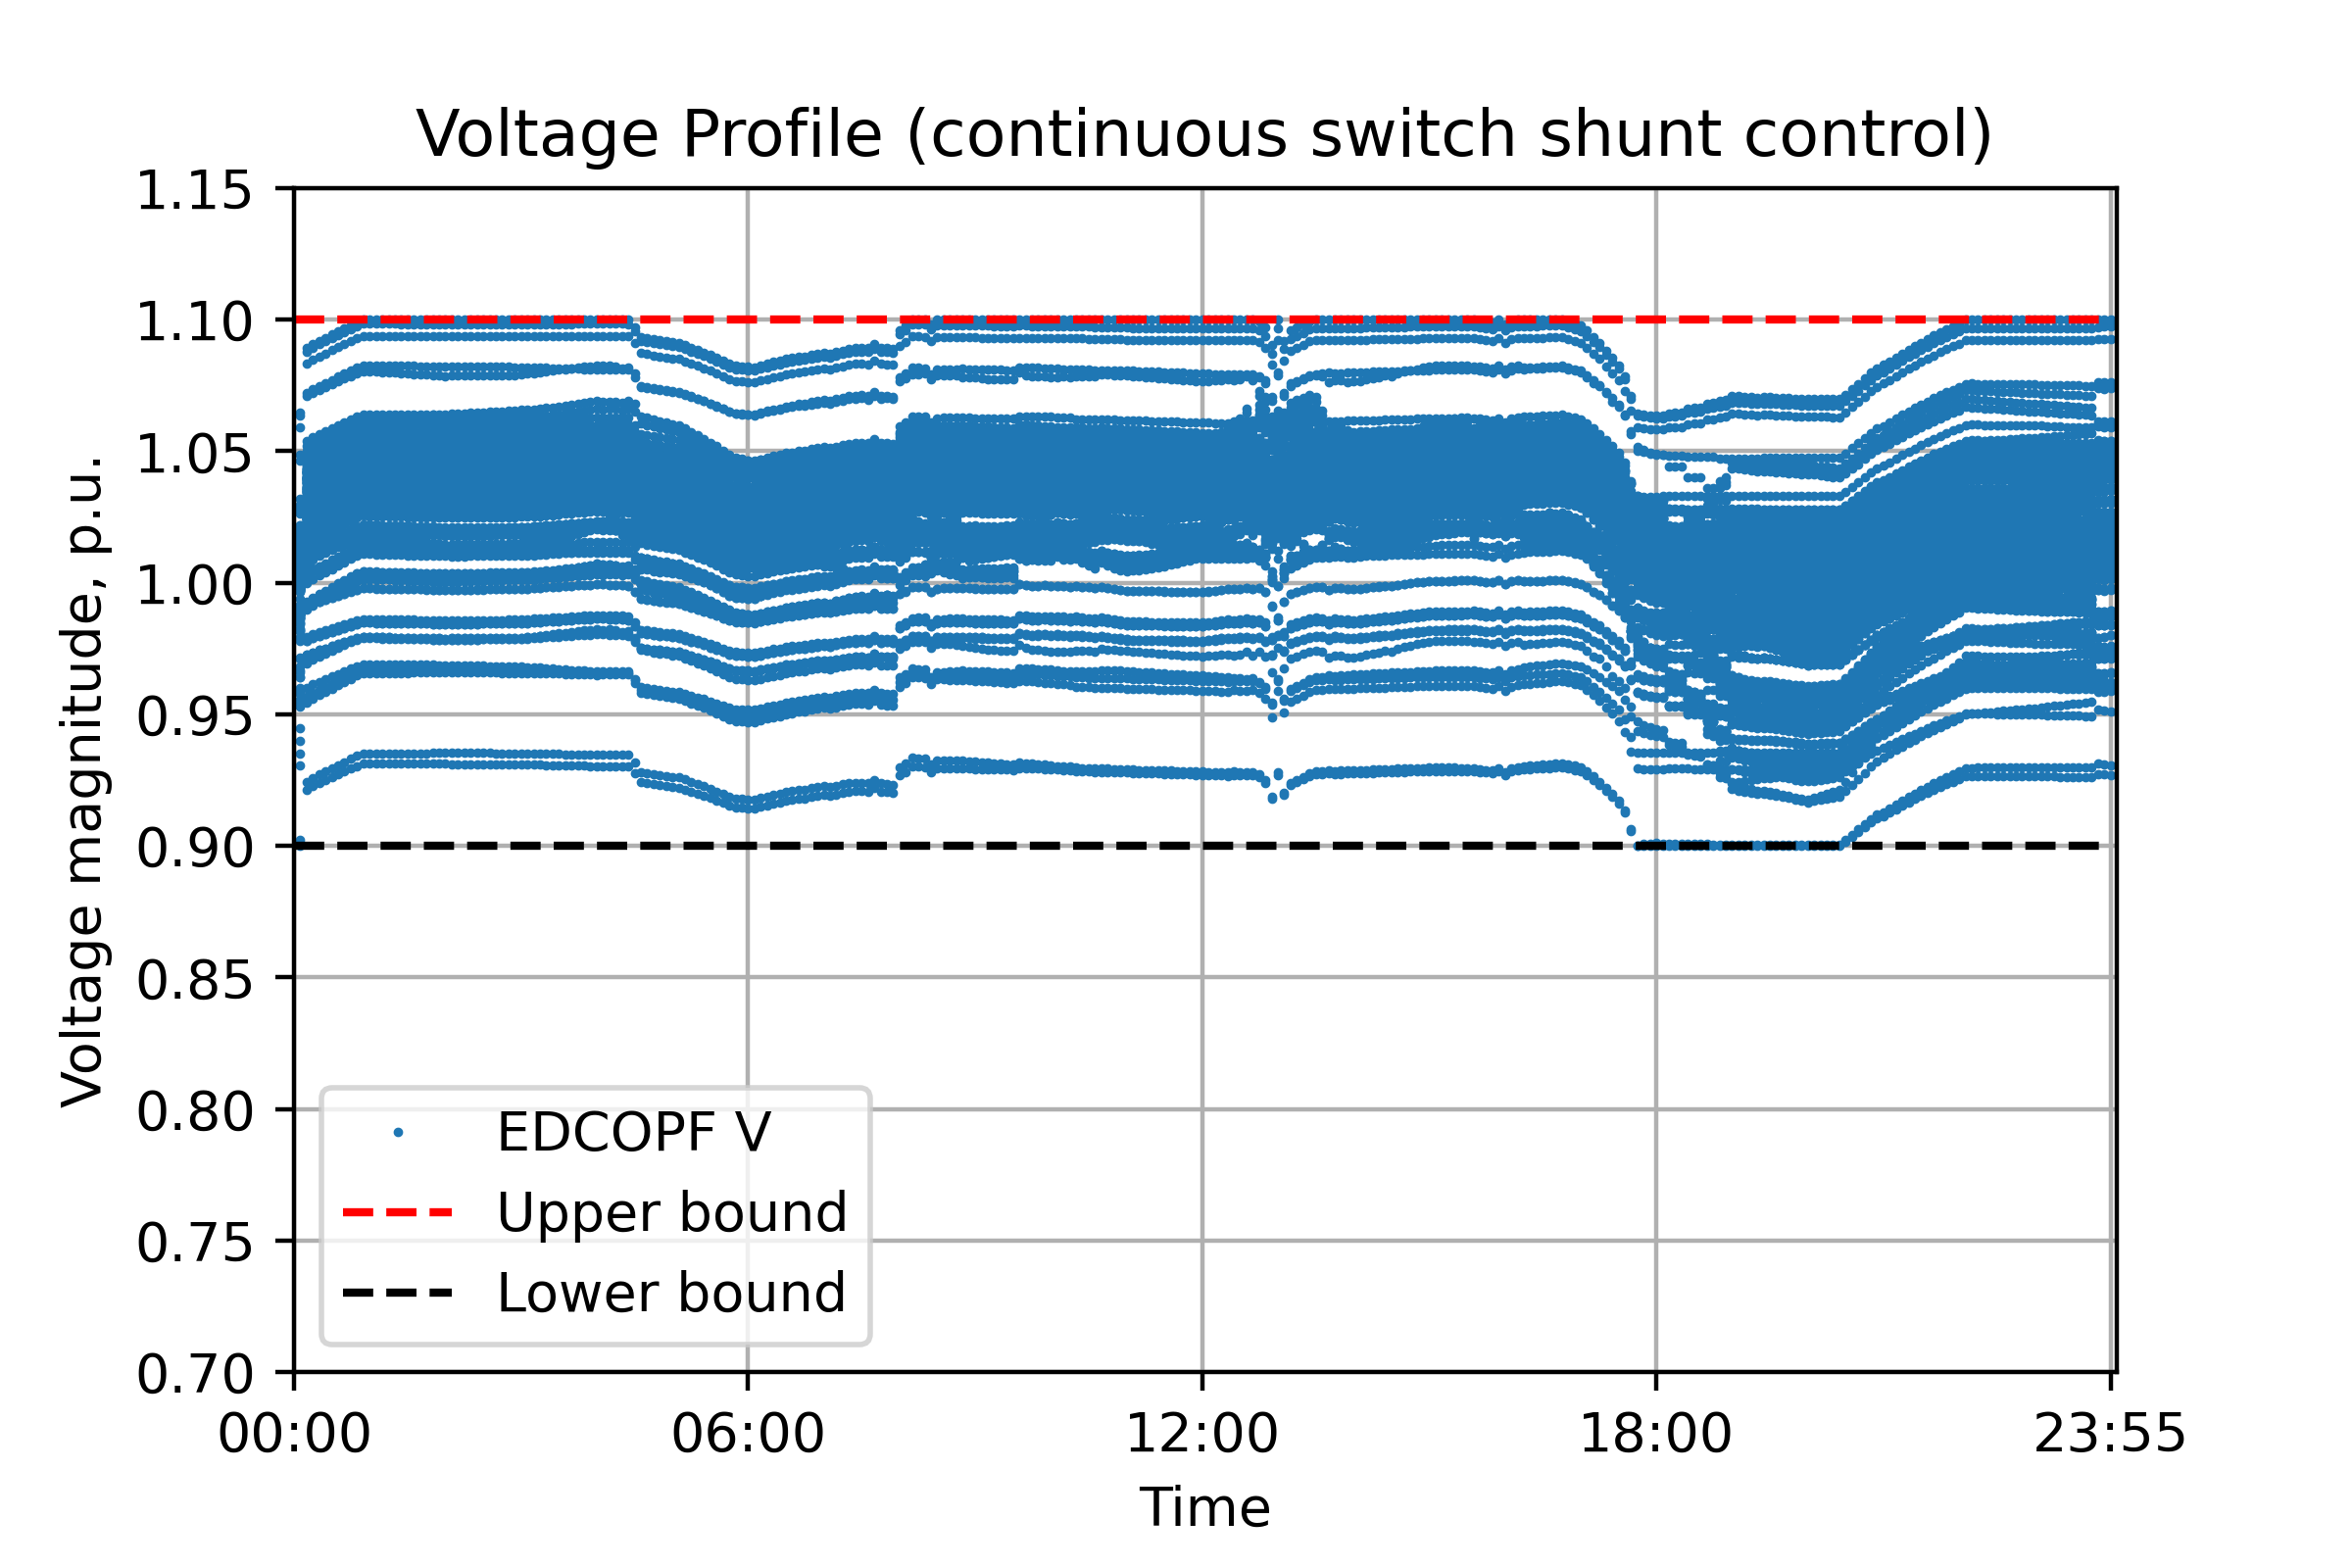 Voltage Profile (continuous switch shunt control)
1.15
1.10
1.05
1.00
0.95
0.90
0.85
0.80
0.75
0.70
Voltage magnitude, p.u.
EDCOPF V
Upper bound
Lower bound
00:00
06:00
12:00
18:00
23:55
Time